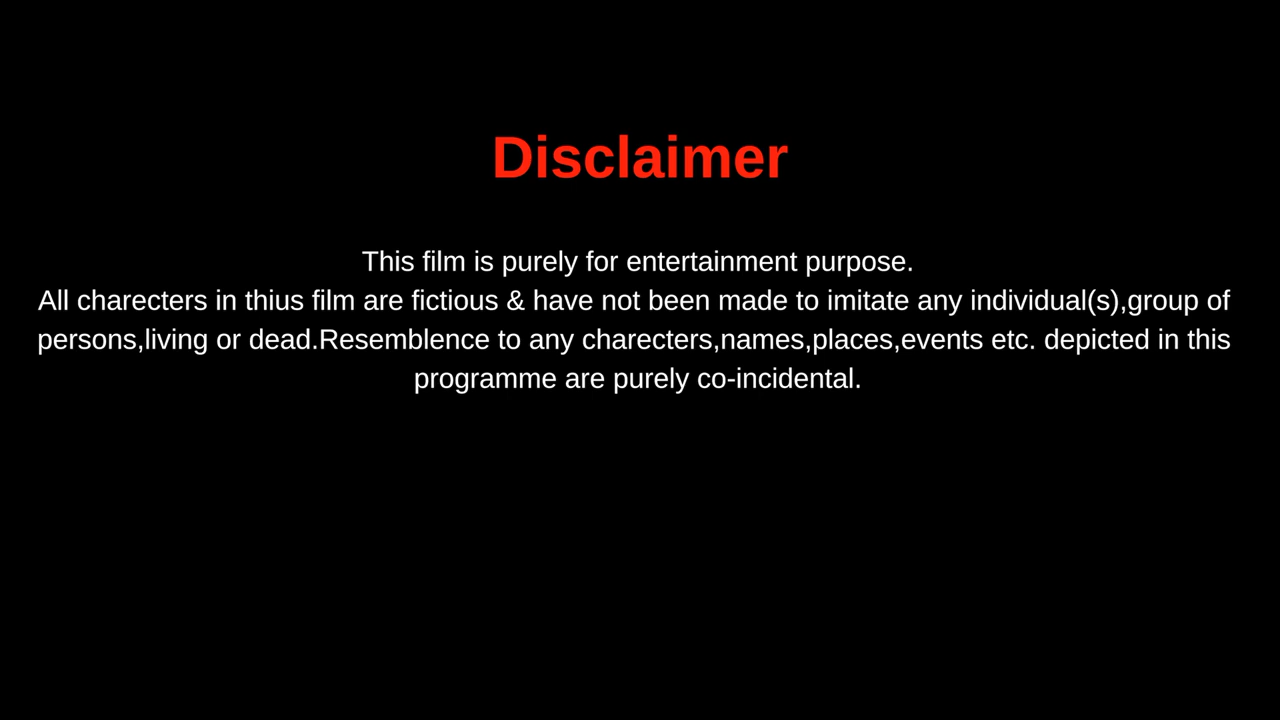 Disclaimer
This film is purely for entertainment purpose.
All charecters in thius film are fictious & have not been made to imitate any individual(s),group of
persons,living or dead.Resemblence to any charecters,names,places,events etc. depicted in this
programme are purely co-incidental.